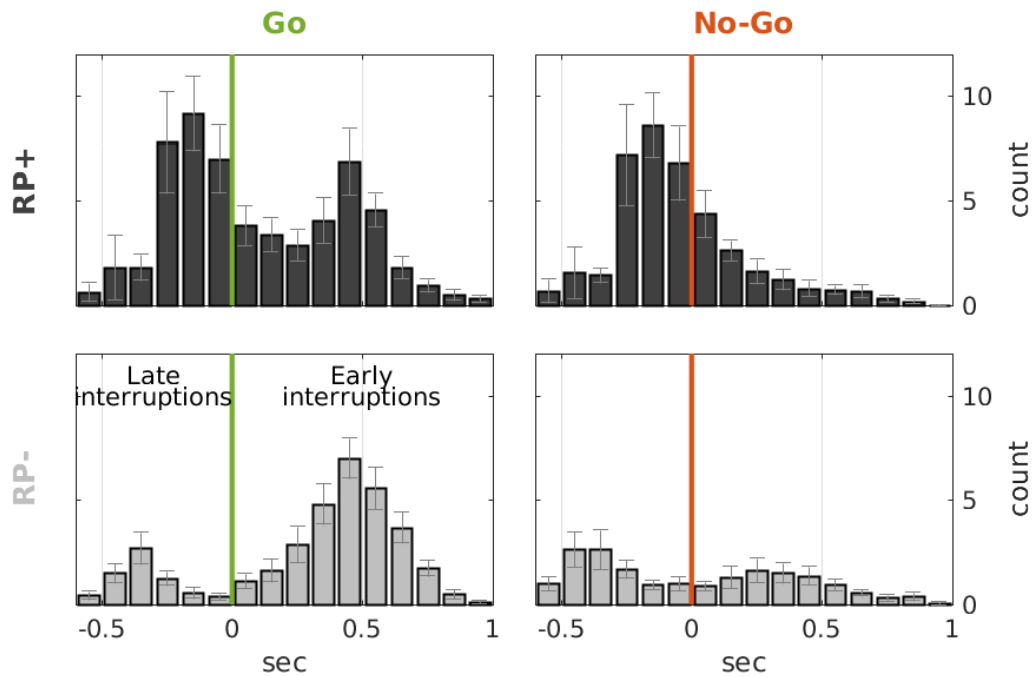 Go
No-Go
RP+
10
5
0
count
RP-
Late
interruptions
Early
interruptions
10
5
0
count
-0.5
0
0.5
1
sec
-0.5
0
0.5
1
sec